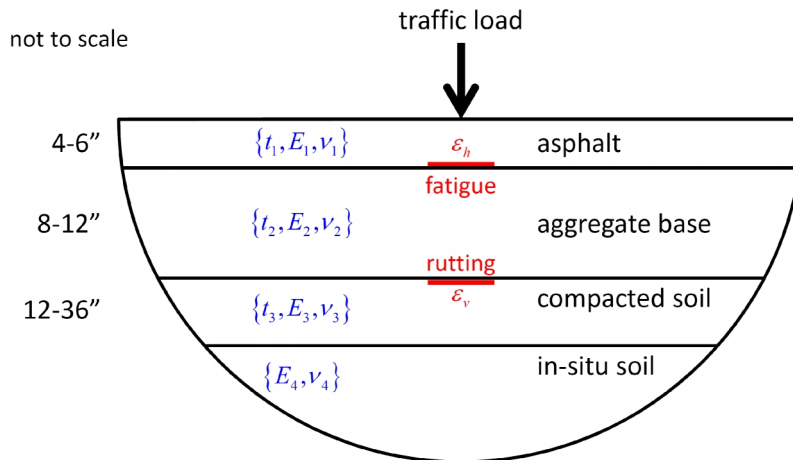 traffic load
not to scale
4-6” {t₁,E₁,ν₁} εₕ asphalt
fatigue
8-12” {t₂,E₂,ν₂} aggregate base
rutting
12-36” {t₃,E₃,ν₃} εᵥ compacted soil
{E₄,ν₄} in-situ soil